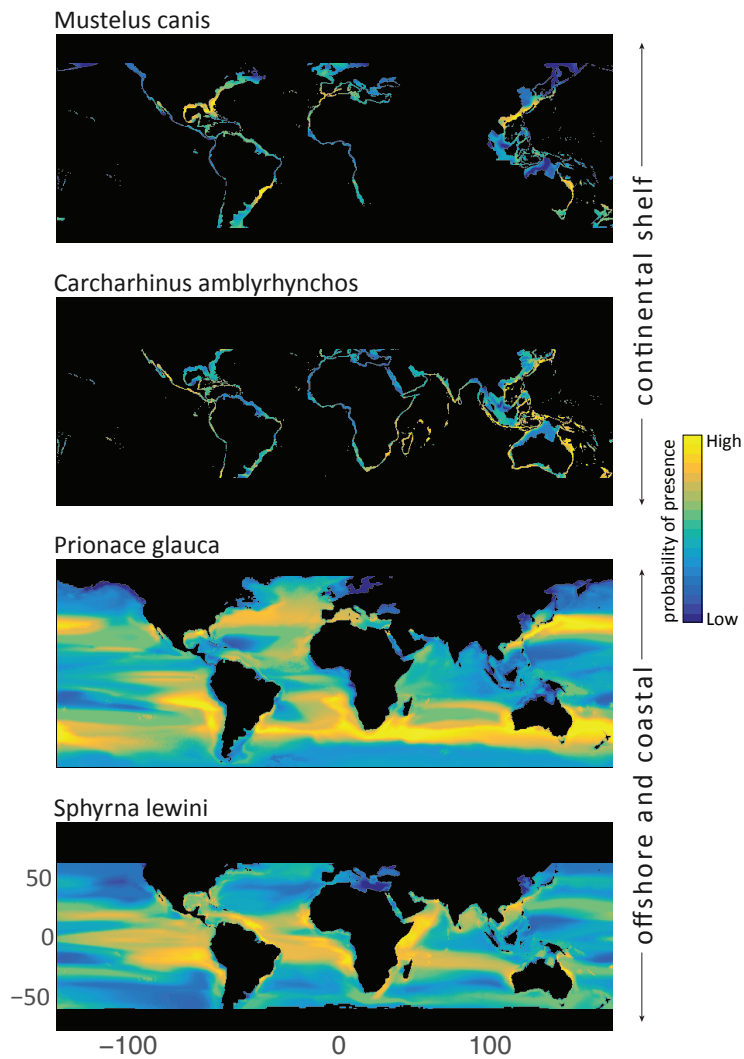 Mustelus canis
Carcharhinus amblyrhynchos
continental shelf
High
probability of presence
Low
Prionace glauca
Sphyrna lewini
offshore and coastal
50
0
−50
−100
0
100